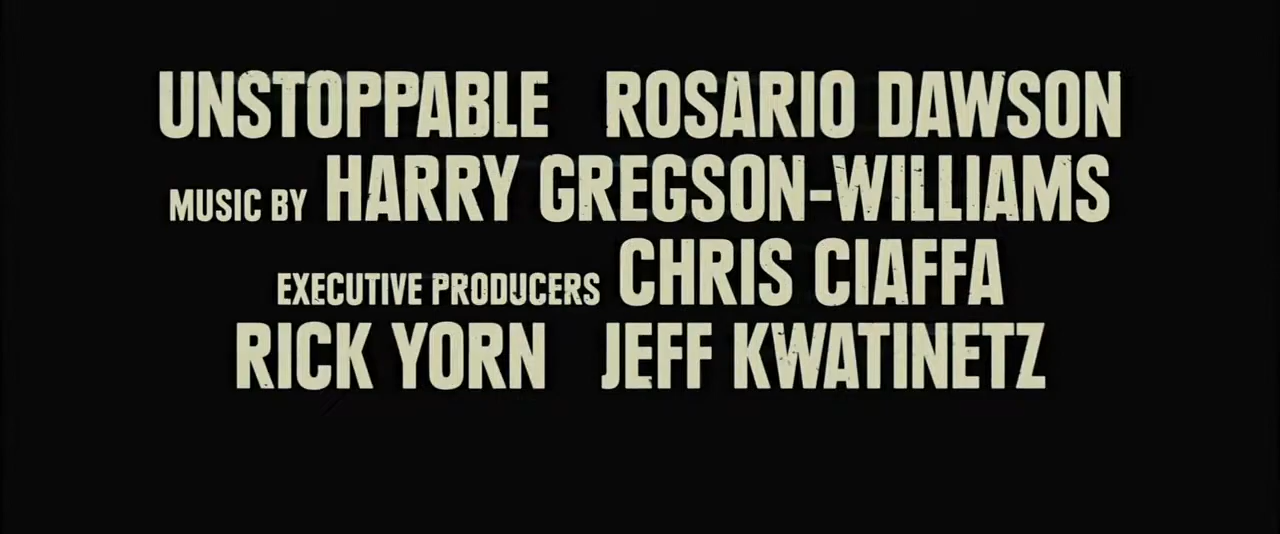 UNSTOPPABLE ROSARIO DAWSON
MUSIC BY HARRY GREGSON-WILLIAMS
EXECUTIVE PRODUCERS CHRIS CIAFFA
RICK YORN JEFF KWATINETZ